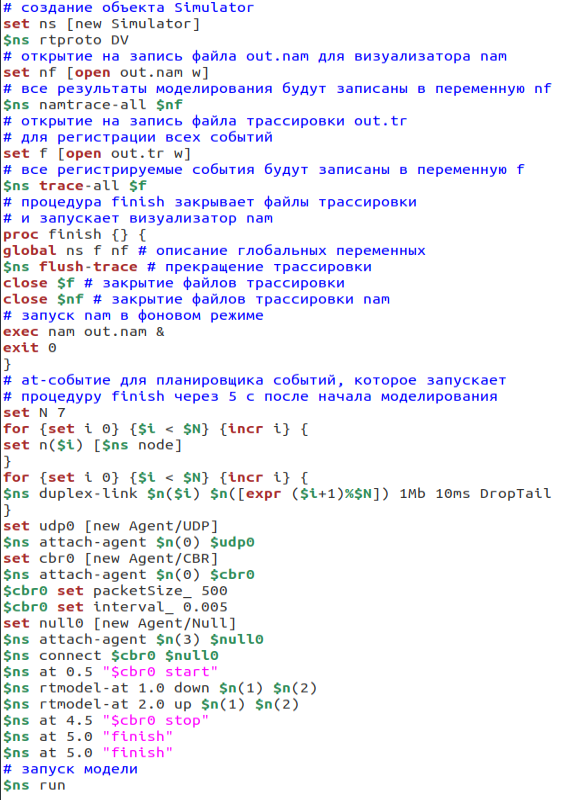 # создание объекта Simulator
set ns [new Simulator]
$ns rtproto DV
# открытие на запись файла out.nam для визуализатора nam
set nf [open out.nam w]
# все результаты моделирования будут записаны в переменную nf
$ns namtrace-all $nf
# открытие на запись файла трассировки out.tr
# для регистрации всех событий
set f [open out.tr w]
# все регистрируемые события будут записаны в переменную f
$ns trace-all $f
# процедура finish закрывает файлы трассировки
# и запускает визуализатор nam
proc finish {} {
global ns f nf # описание глобальных переменных
$ns flush-trace # прекращение трассировки
close $f # закрытие файлов трассировки
close $nf # закрытие файлов трассировки nam
# запуск nam в фоновом режиме
exec nam out.nam &
exit 0
}
# at-событие для планировщика событий, которое запускает
# процедуру finish через 5 с после начала моделирования
set N 7
for {set i 0} {$i < $N} {incr i} {
set n($i) [$ns node]
}
for {set i 0} {$i < $N} {incr i} {
$ns duplex-link $n($i) $n([expr ($i+1)%$N]) 1Mb 10ms DropTail
}
set udp0 [new Agent/UDP]
$ns attach-agent $n(0) $udp0
set cbr0 [new Agent/CBR]
$ns attach-agent $n(0) $cbr0
$cbr0 set packetSize_ 500
$cbr0 set interval_ 0.005
set null0 [new Agent/Null]
$ns attach-agent $n(3) $null0
$ns connect $cbr0 $null0
$ns at 0.5 "$cbr0 start"
$ns rtmodel-at 1.0 down $n(1) $n(2)
$ns rtmodel-at 2.0 up $n(1) $n(2)
$ns at 4.5 "$cbr0 stop"
$ns at 5.0 "finish"
$ns at 5.0 "finish"
# запуск модели
$ns run